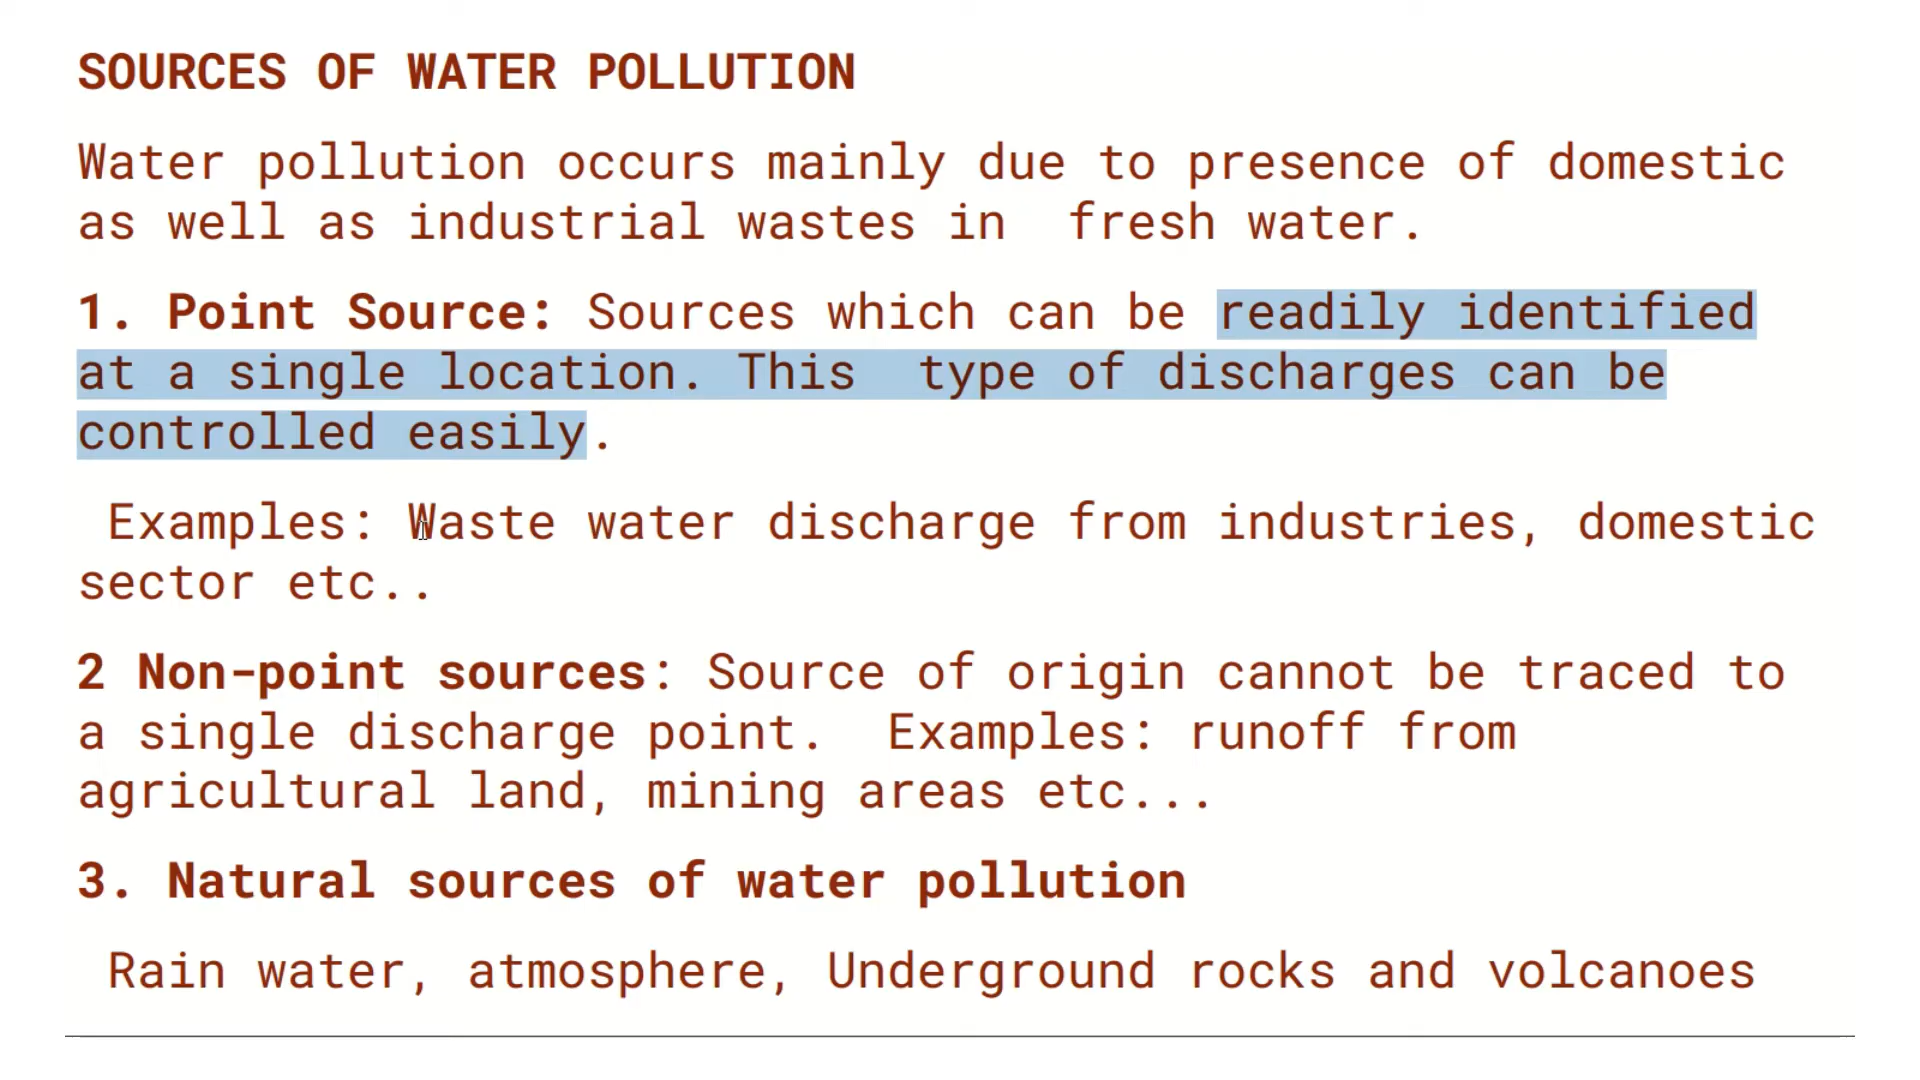 SOURCES OF WATER POLLUTION
Water pollution occurs mainly due to presence of domestic
as well as industrial wastes in  fresh water.
1. Point Source: Sources which can be readily identified
at a single location. This  type of discharges can be
controlled easily.
Examples: Waste water discharge from industries, domestic
sector etc..
2 Non-point sources: Source of origin cannot be traced to
a single discharge point.  Examples: runoff from
agricultural land, mining areas etc...
3. Natural sources of water pollution
Rain water, atmosphere, Underground rocks and volcanoes